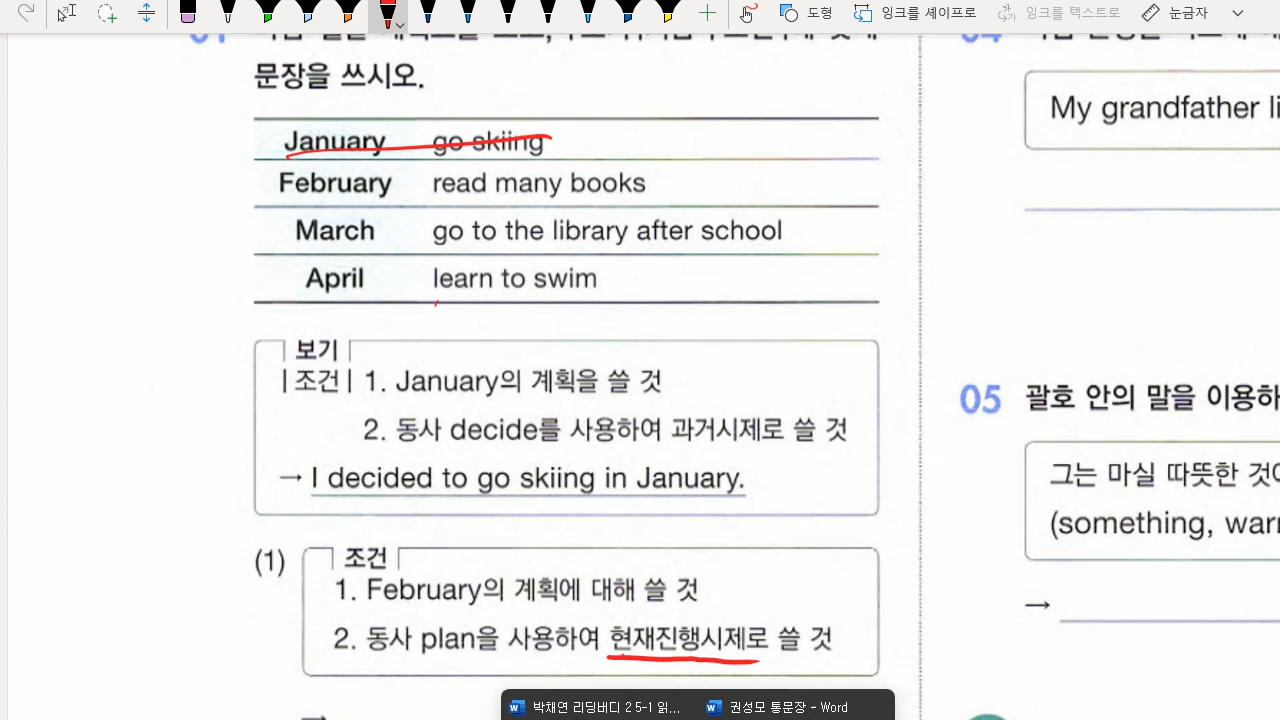 도형
잉크를 셰이프로
잉크를 텍스트로
눈금자
문장을 쓰시오.
January go skiing
February read many books
March go to the library after school
April learn to swim
보기
조건 1. January의 계획을 쓸 것
2. 동사 decide를 사용하여 과거시제로 쓸 것
→ I decided to go skiing in January.
(1) 조건
1. February의 계획에 대해 쓸 것
2. 동사 plan을 사용하여 현재진행시제로 쓸 것
My grandfather li
05 괄호 안의 말을 이용하
그는 마실 따뜻한 것
(something, war
→
박채연 리딩버디 2 5-1 읽...
권성모 통문장 - Word